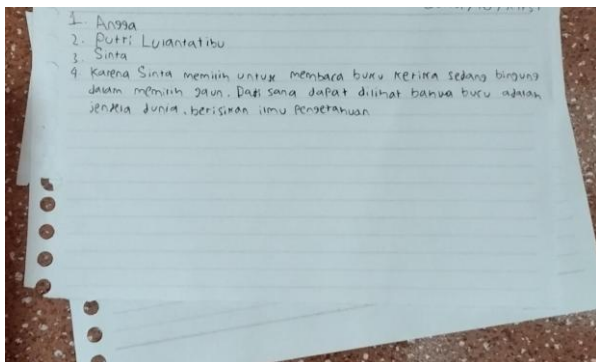 1. Angga
2. Putri Luiantatibu
3. Sinta
4. Karena Sinta memilih untuk membaca buku ketika sedang bingung
dalam memilih gaun. Dari sana dapat dilihat bahwa buku adalah
jendela dunia. berisikan ilmu pengetahuan